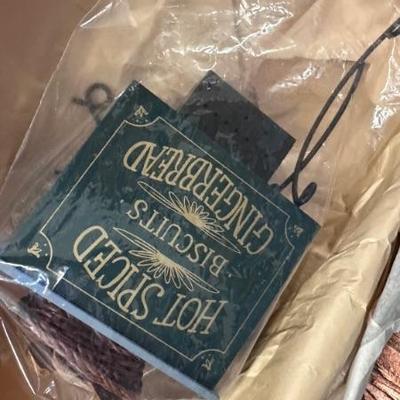 HOT SPICED
BISCUITS
GINGERBREAD